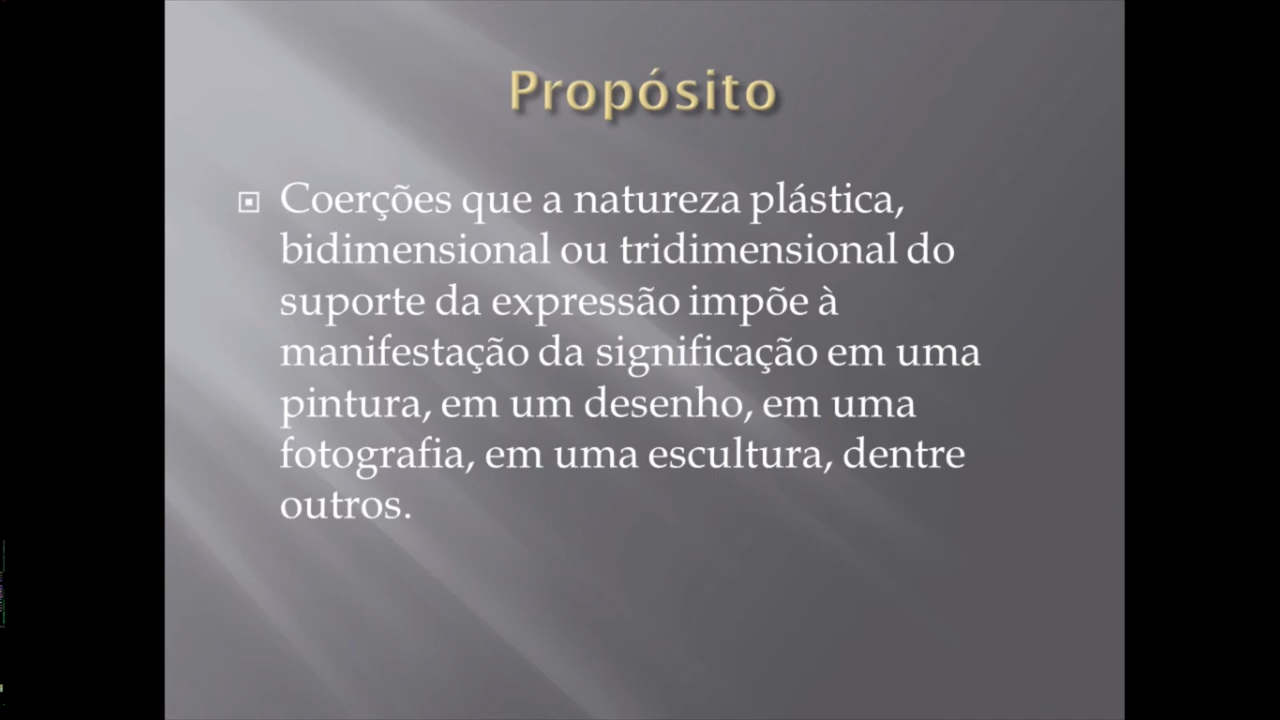 Propósito
Coerções que a natureza plástica,
bidimensional ou tridimensional do
suporte da expressão impõe à
manifestação da significação em uma
pintura, em um desenho, em uma
fotografia, em uma escultura, dentre
outros.